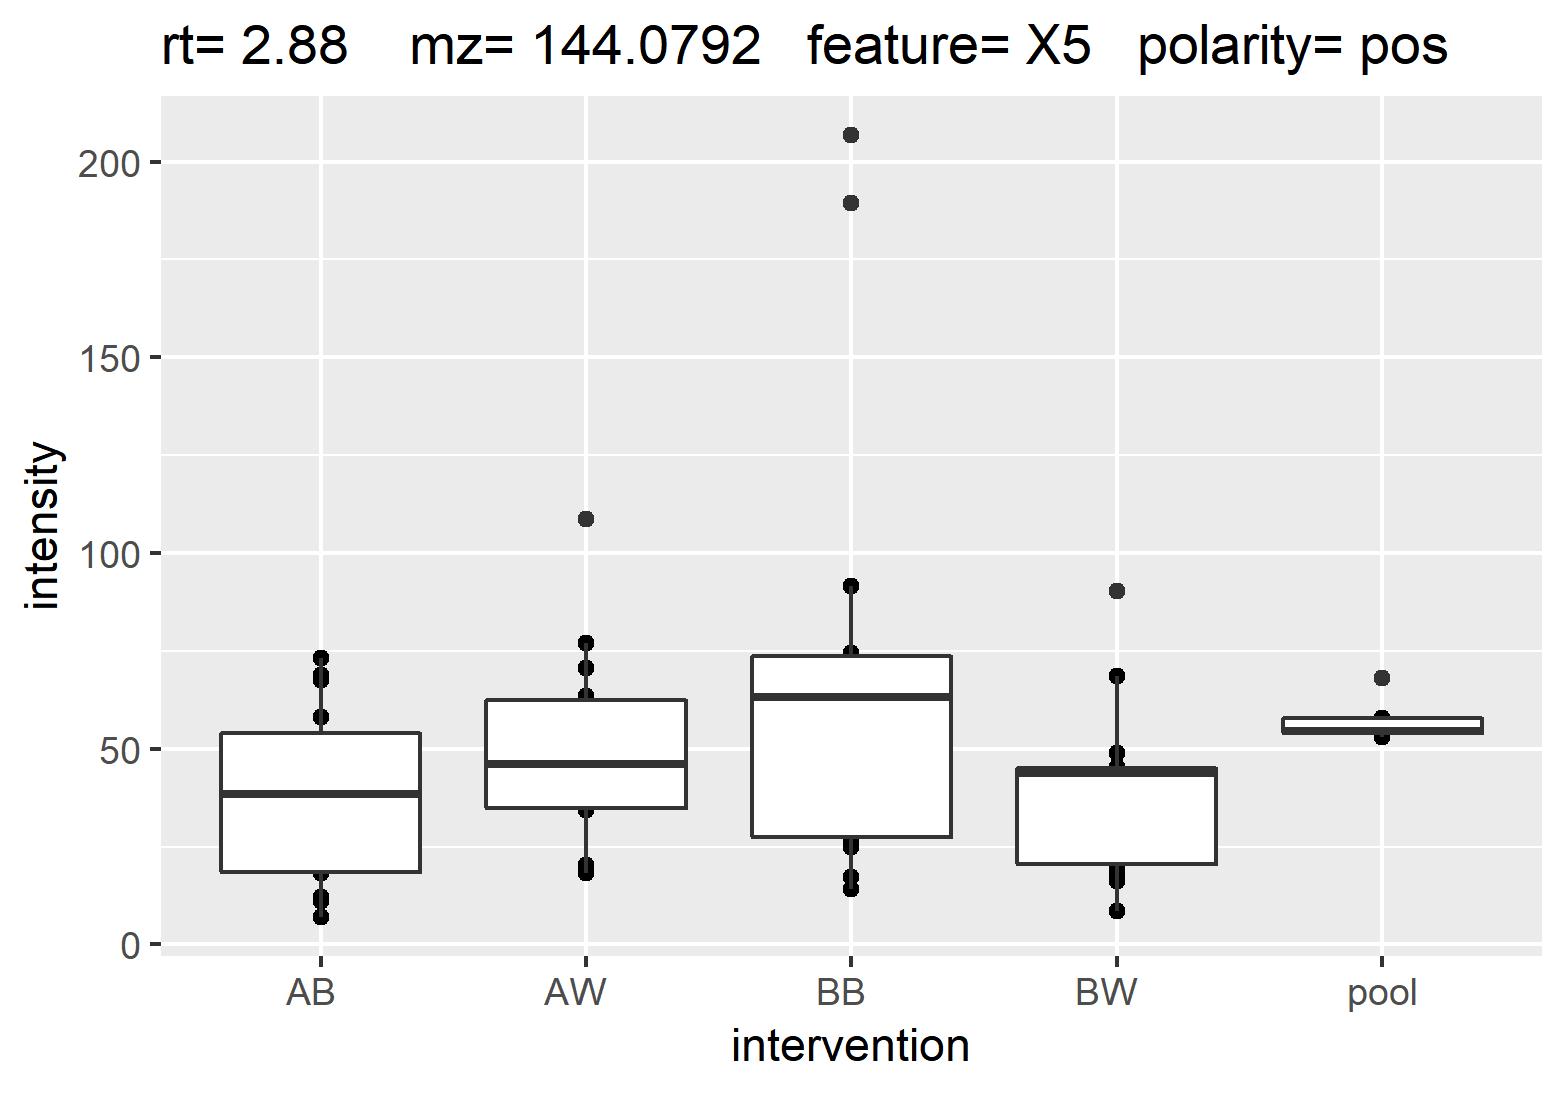 rt= 2.88    mz= 144.0792   feature= X5   polarity= pos
200
150
100
50
0
intensity
AB AW BB BW pool
intervention